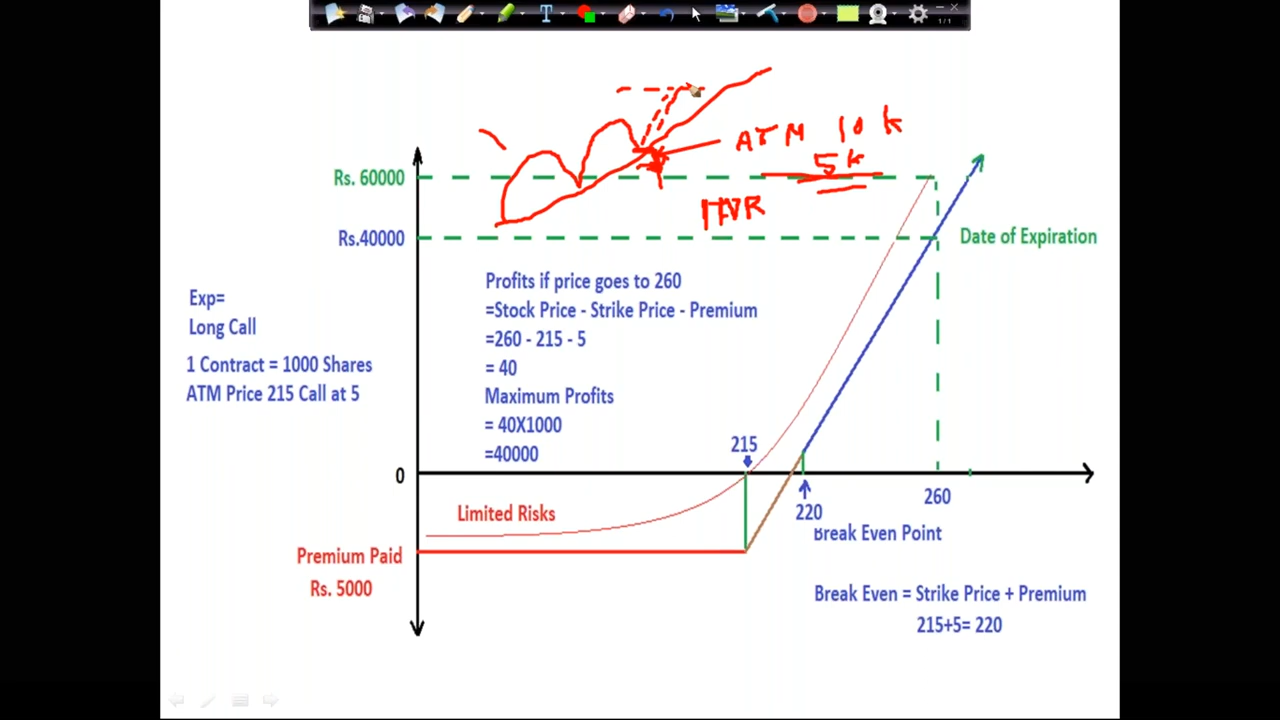 1/1
ATM 10 k
5k
Rs. 60000
Rs.40000
Date of Expiration
Profits if price goes to 260
=Stock Price - Strike Price - Premium
=260 - 215 - 5
= 40
Maximum Profits
= 40X1000
=40000
Exp=
Long Call
1 Contract = 1000 Shares
ATM Price 215 Call at 5
215
0
260
220
Break Even Point
Limited Risks
Premium Paid
Rs. 5000
Break Even = Strike Price + Premium
215+5= 220